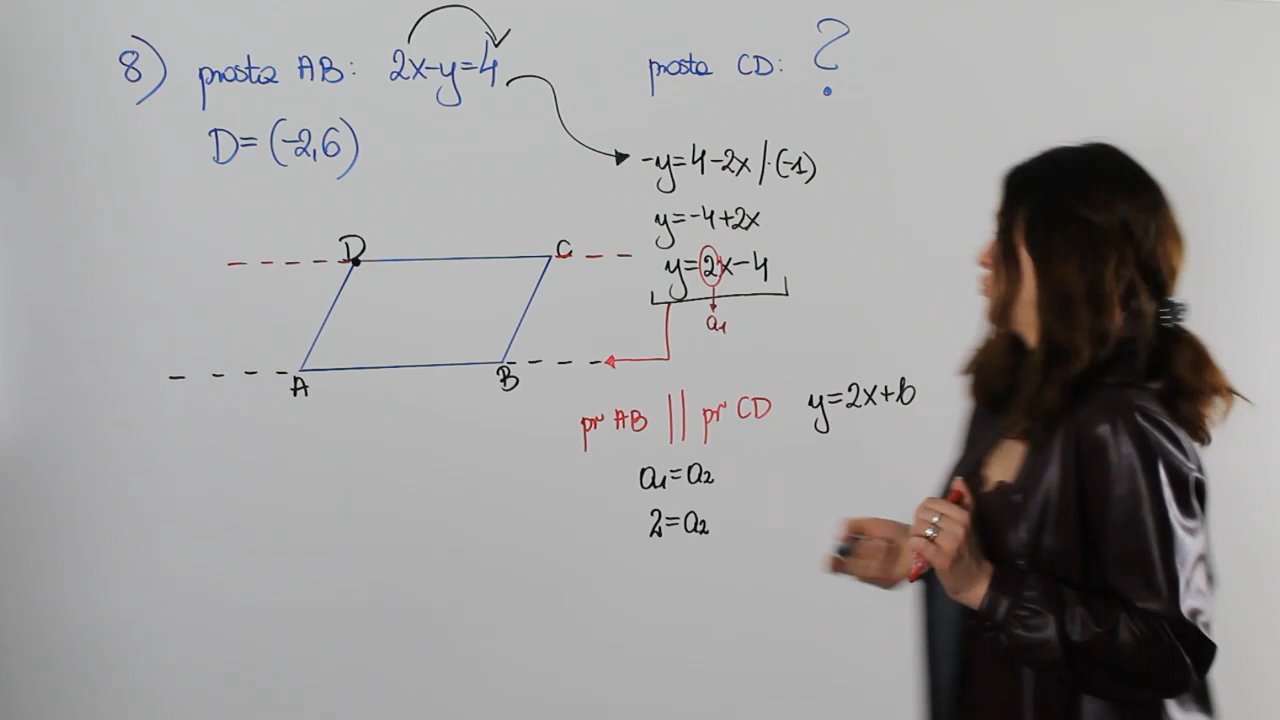 8) prosta AB: 2x-y=4
prosta CD: ?
D=(-2,6)
-y=4-2x /·(-1)
y=-4+2x
y=2x-4
a₁
D
C
A
B
pr AB || pr CD
y=2x+b
a₁=a₂
2=a₂